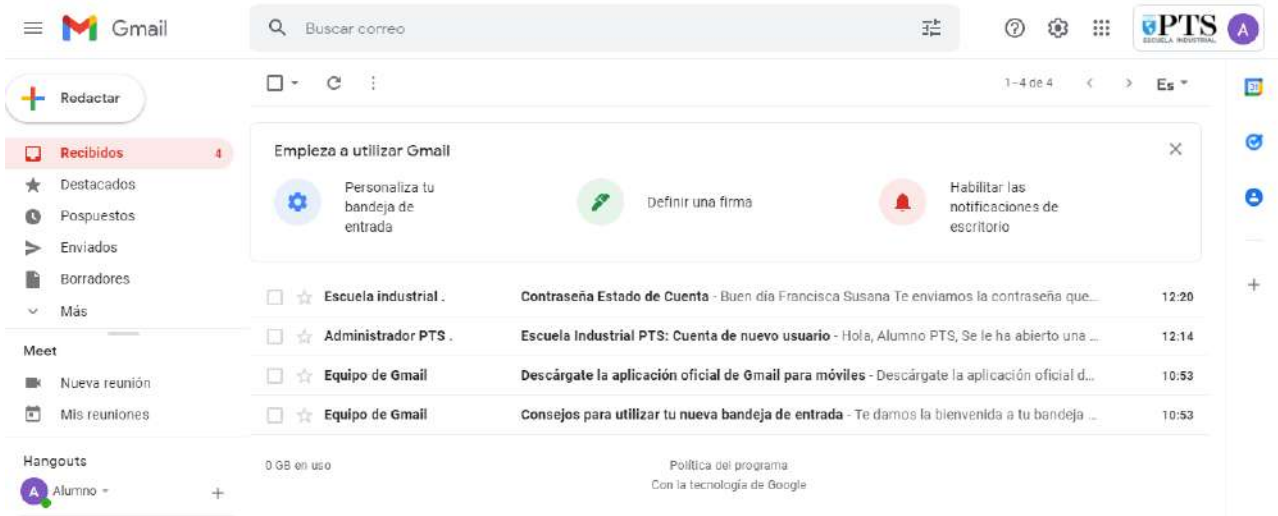 Gmail
Buscar correo
PTS
ESCUELA INDUSTRIAL
A
Redactar
1–4 de 4
Es
31
Recibidos 4
Destacados
Pospuestos
Enviados
Borradores
Más
Empieza a utilizar Gmail
Personaliza tu
bandeja de
entrada
Definir una firma
Habilitar las
notificaciones de
escritorio
Escuela industrial . Contraseña Estado de Cuenta - Buen día Francisca Susana Te enviamos la contraseña que... 12:20
Administrador PTS . Escuela Industrial PTS: Cuenta de nuevo usuario - Hola, Alumno PTS, Se le ha abierto una ... 12:14
Equipo de Gmail Descárgate la aplicación oficial de Gmail para móviles - Descárgate la aplicación oficial d... 10:53
Equipo de Gmail Consejos para utilizar tu nueva bandeja de entrada - Te damos la bienvenida a tu bandeja ... 10:53
Meet
Nueva reunión
Mis reuniones
Hangouts
A Alumno
0 GB en uso
Política del programa
Con la tecnología de Google